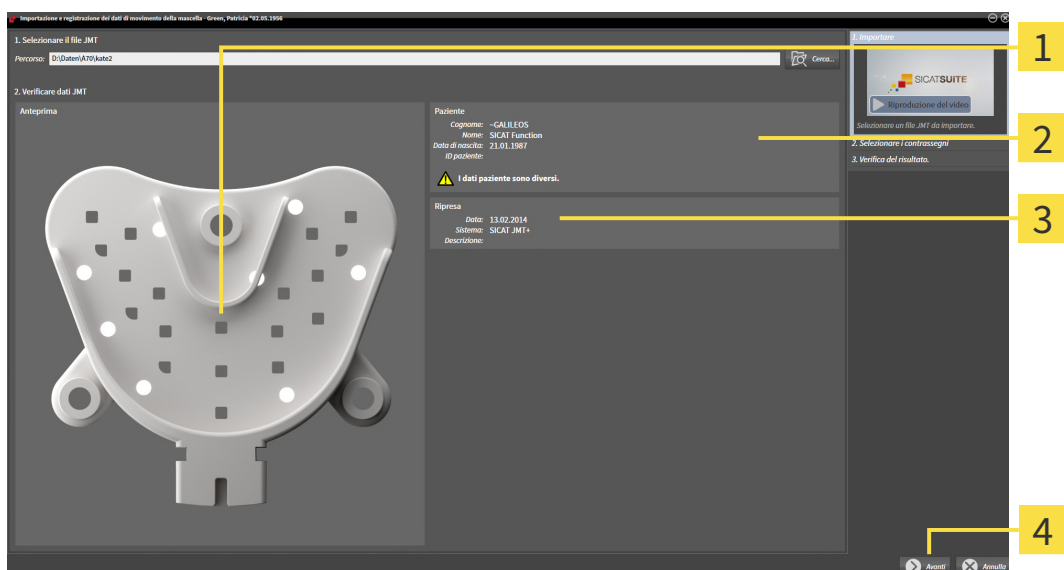 Importazione e registrazione dei dati di movimento della mascella - Green, Patricia *02.05.1956
1. Selezionare il file JMT
Percorso: D:\Daten\A70\kate2
Cerca...
2. Verificare dati JMT
Anteprima
Paziente
Cognome: ~GALILEOS
Nome: SICAT Function
Data di nascita: 21.01.1987
ID paziente:
I dati paziente sono diversi.
Ripresa
Data: 13.02.2014
Sistema: SICAT JMT+
Descrizione:
1. Importare
SICATSUITE
Riproduzione del video
Selezionare un file JMT da importare.
2. Selezionare i contrassegni
3. Verifica del risultato.
Avanti
Annulla
1
2
3
4